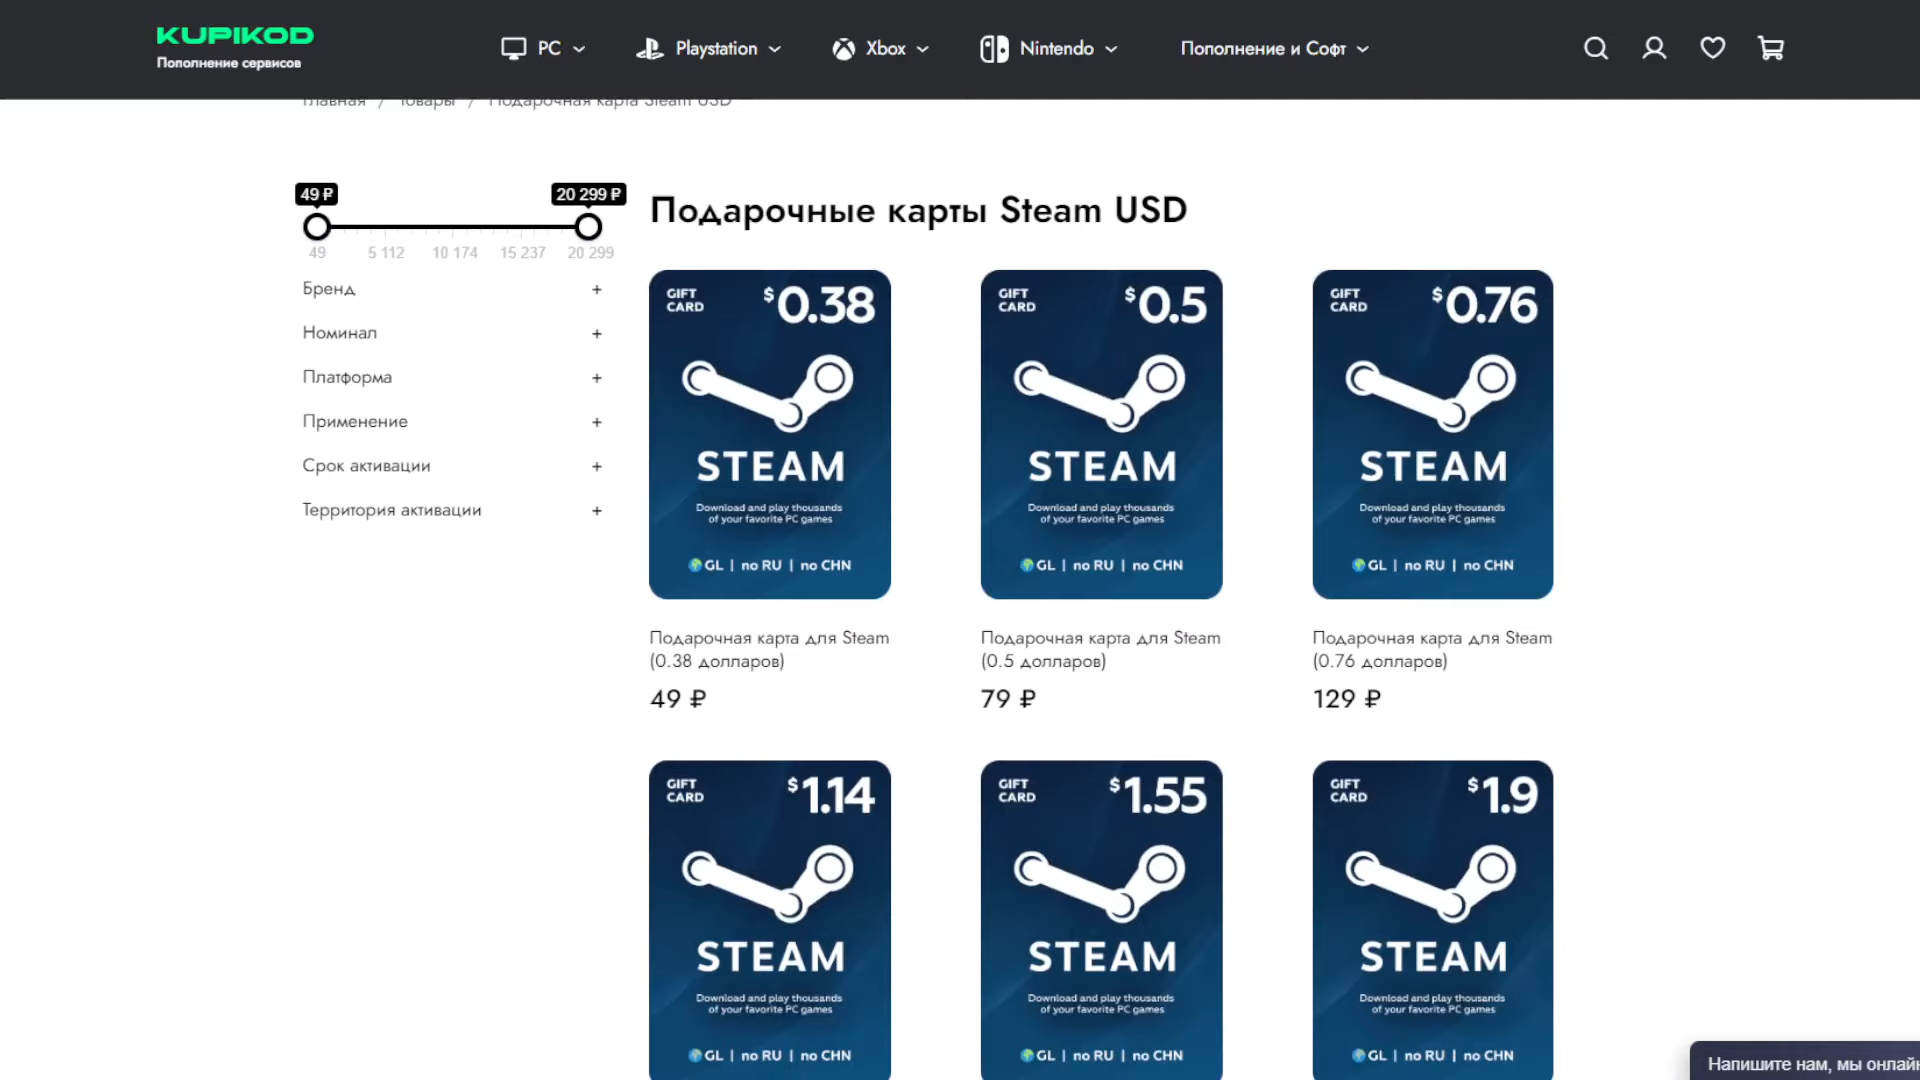 KUPIKOD
Пополнение сервисов
PC
Playstation
Xbox
Nintendo
Пополнение и Софт
Главная / Товары / Подарочная карта Steam USD
49 ₽
20 299 ₽
49 5 112 10 174 15 237 20 299
Бренд +
Номинал +
Платформа +
Применение +
Срок активации +
Территория активации +
Подарочные карты Steam USD
GIFT CARD $0.38
STEAM
Download and play thousands
of your favorite PC games
GL | no RU | no CHN
Подарочная карта для Steam
(0.38 долларов)
49 ₽
GIFT CARD $0.5
STEAM
Download and play thousands
of your favorite PC games
GL | no RU | no CHN
Подарочная карта для Steam
(0.5 долларов)
79 ₽
GIFT CARD $0.76
STEAM
Download and play thousands
of your favorite PC games
GL | no RU | no CHN
Подарочная карта для Steam
(0.76 долларов)
129 ₽
GIFT CARD $1.14
STEAM
Download and play thousands
of your favorite PC games
GL | no RU | no CHN
GIFT CARD $1.55
STEAM
Download and play thousands
of your favorite PC games
GL | no RU | no CHN
GIFT CARD $1.9
STEAM
Download and play thousands
of your favorite PC games
GL | no RU | no CHN
Напишите нам, мы онлайн